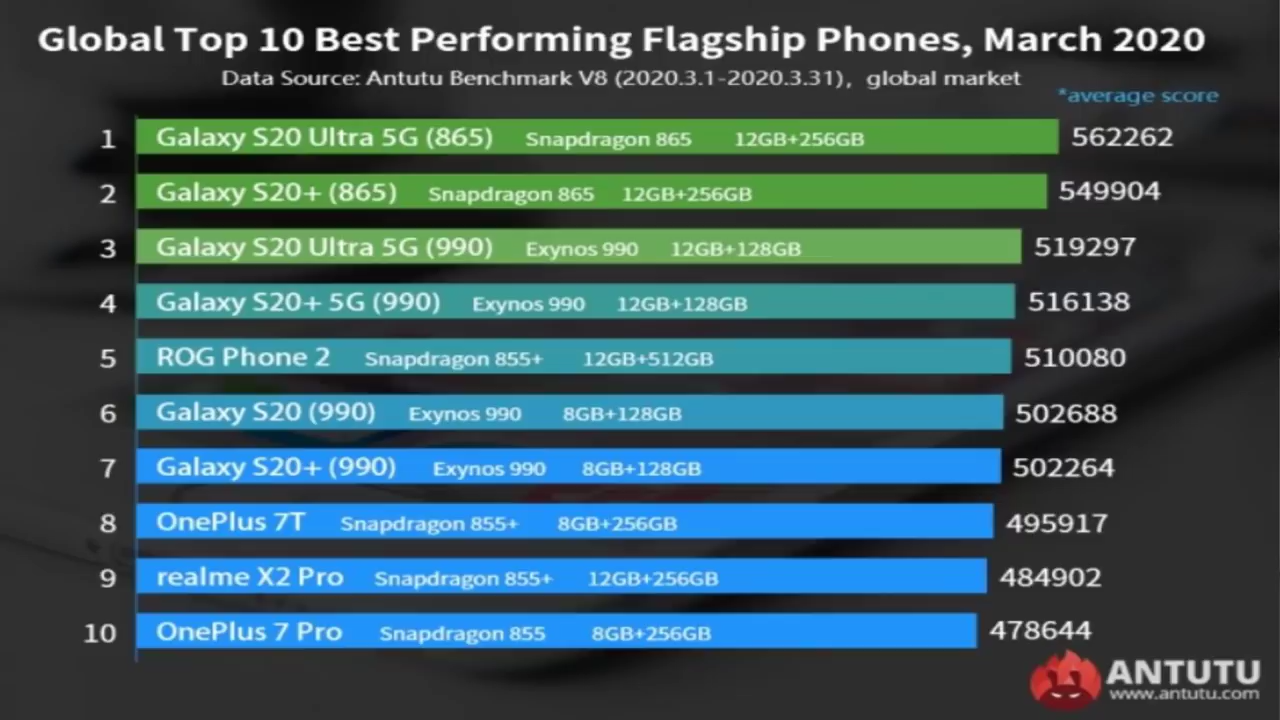 Global Top 10 Best Performing Flagship Phones, March 2020
Data Source: Antutu Benchmark V8 (2020.3.1-2020.3.31), global market
*average score
1 Galaxy S20 Ultra 5G (865) Snapdragon 865 12GB+256GB 562262
2 Galaxy S20+ (865) Snapdragon 865 12GB+256GB 549904
3 Galaxy S20 Ultra 5G (990) Exynos 990 12GB+128GB 519297
4 Galaxy S20+ 5G (990) Exynos 990 12GB+128GB 516138
5 ROG Phone 2 Snapdragon 855+ 12GB+512GB 510080
6 Galaxy S20 (990) Exynos 990 8GB+128GB 502688
7 Galaxy S20+ (990) Exynos 990 8GB+128GB 502264
8 OnePlus 7T Snapdragon 855+ 8GB+256GB 495917
9 realme X2 Pro Snapdragon 855+ 12GB+256GB 484902
10 OnePlus 7 Pro Snapdragon 855 8GB+256GB 478644
ANTUTU
www.antutu.com